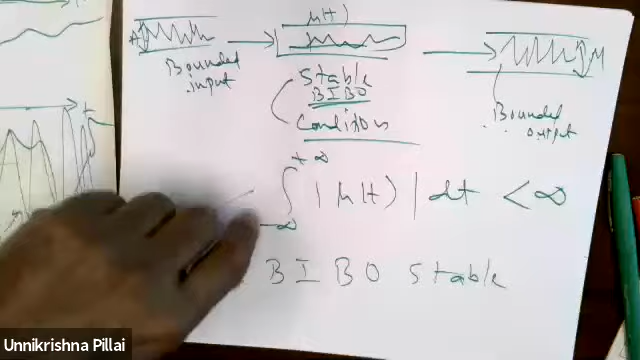 h(t)
Bounded
input
Stable
BIBO
Condition
Bounded
output
+∞
∫ |h(t)| dt < ∞
-∞
BIBO Stable
Unnikrishna Pillai